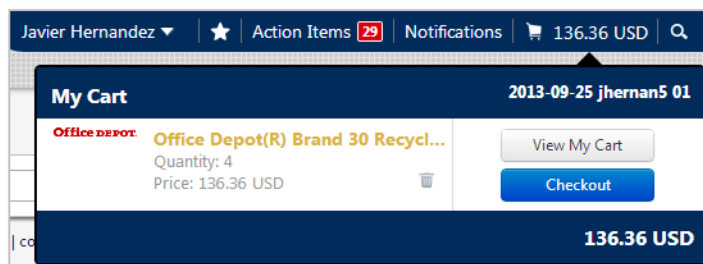 Javier Hernandez Action Items 29 Notifications 136.36 USD
My Cart 2013-09-25 jhernan5 01
Office DEPOT. Office Depot(R) Brand 30 Recycl...
Quantity: 4
Price: 136.36 USD
View My Cart
Checkout
| co
136.36 USD